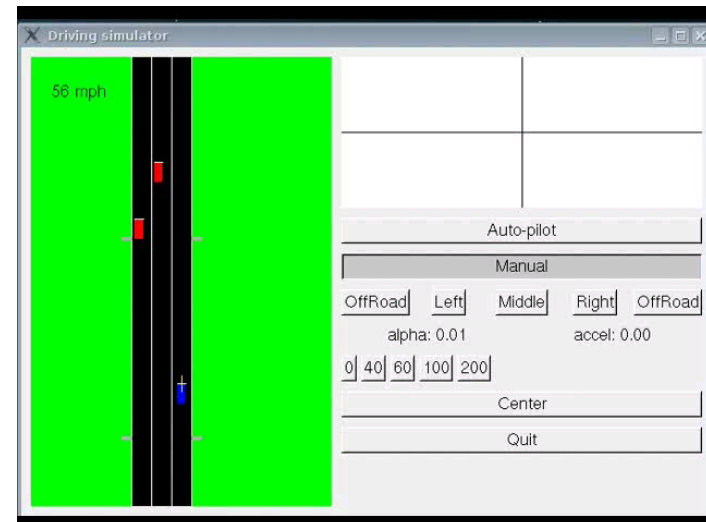 Driving simulator
56 mph
Auto-pilot
Manual
OffRoad Left Middle Right OffRoad
alpha: 0.01 accel: 0.00
0 40 60 100 200
Center
Quit